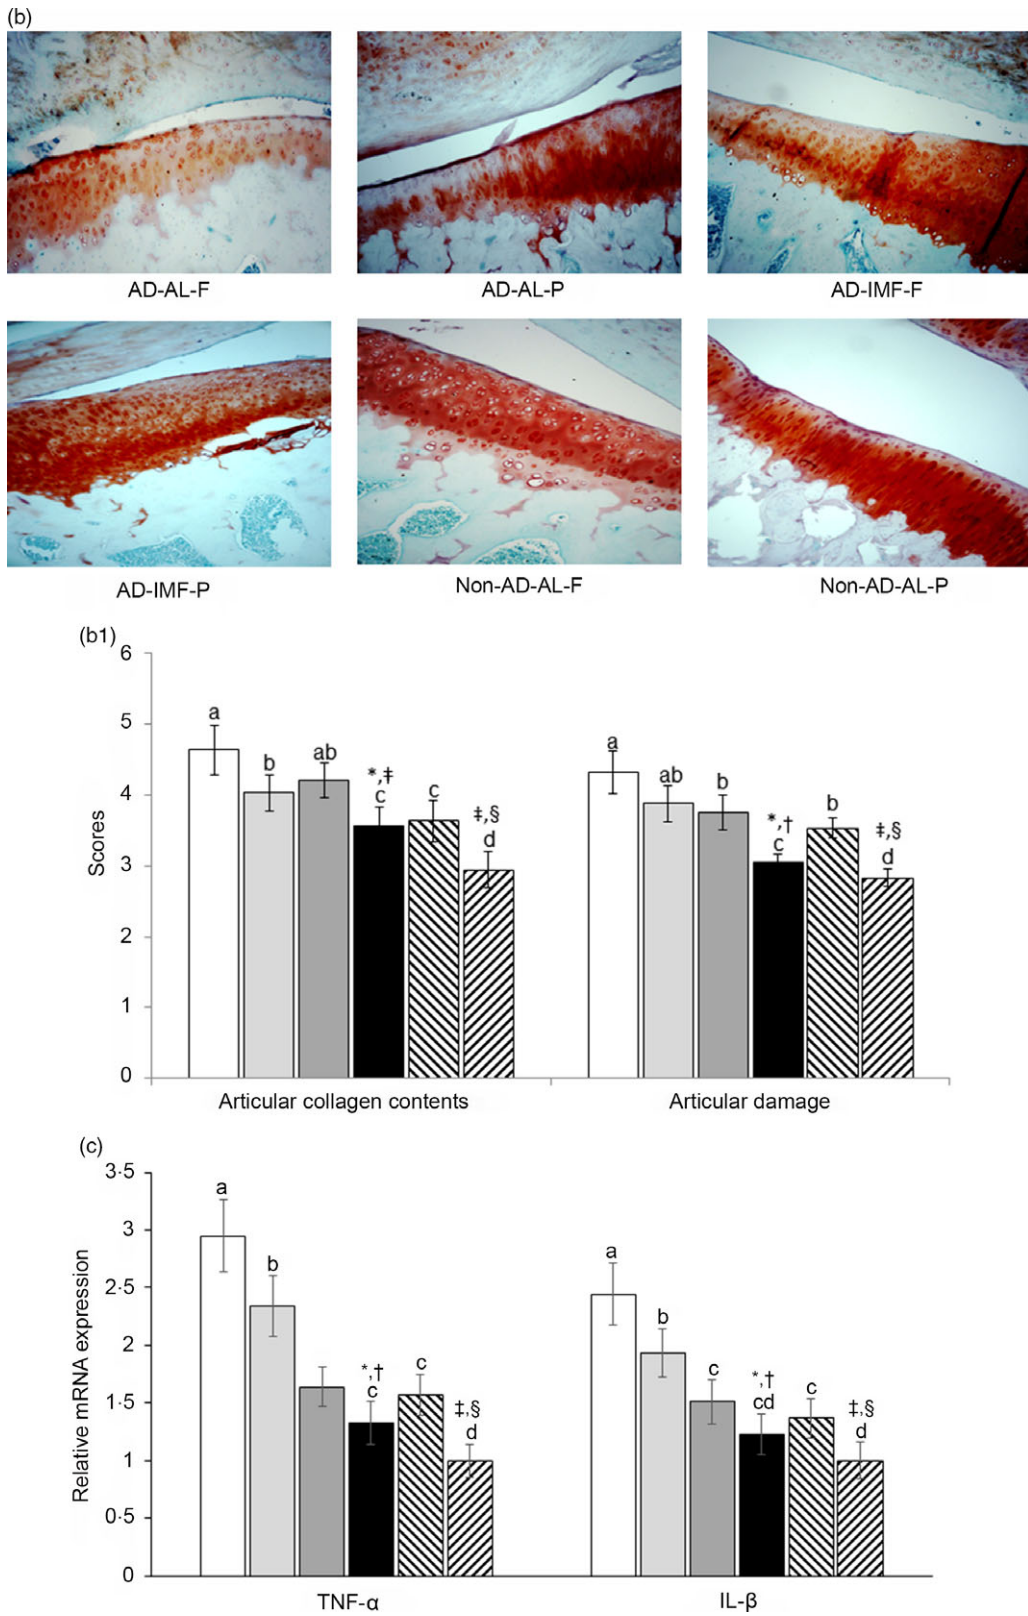 (b)
AD-AL-F
AD-AL-P
AD-IMF-F
AD-IMF-P
Non-AD-AL-F
Non-AD-AL-P
(b1)
6
5
4
3
2
1
0
Scores
a
b
ab
*,‡
c
c
‡,§
d
a
ab
b
*,†
c
b
‡,§
d
Articular collagen contents
Articular damage
(c)
3·5
3
2·5
2
1·5
1
0·5
0
Relative mRNA expression
a
b
*,†
c
c
‡,§
d
a
b
c
*,†
cd
c
‡,§
d
TNF-α
IL-β